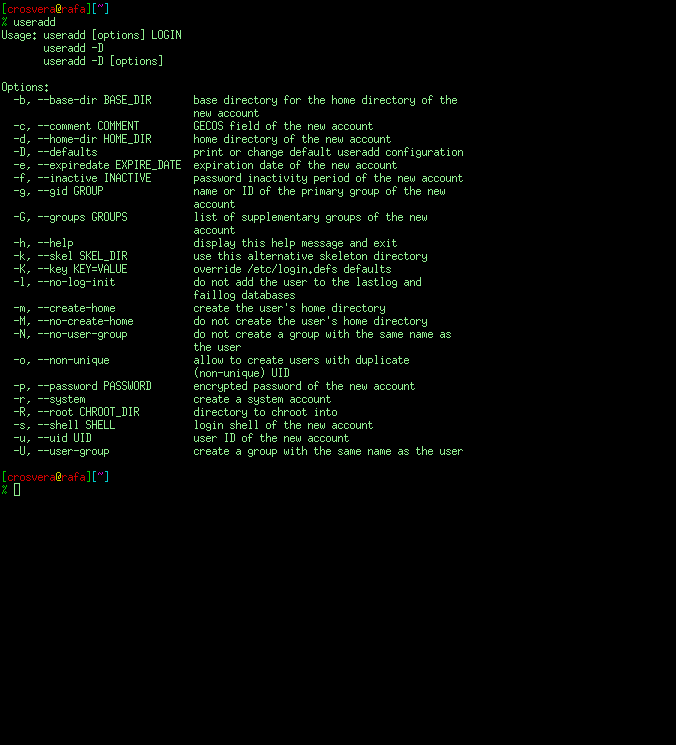 [crosvera@rafa][~]
% useradd
Usage: useradd [options] LOGIN
       useradd -D
       useradd -D [options]

Options:
  -b, --base-dir BASE_DIR       base directory for the home directory of the
                                new account
  -c, --comment COMMENT         GECOS field of the new account
  -d, --home-dir HOME_DIR       home directory of the new account
  -D, --defaults                print or change default useradd configuration
  -e, --expiredate EXPIRE_DATE  expiration date of the new account
  -f, --inactive INACTIVE       password inactivity period of the new account
  -g, --gid GROUP               name or ID of the primary group of the new
                                account
  -G, --groups GROUPS           list of supplementary groups of the new
                                account
  -h, --help                    display this help message and exit
  -k, --skel SKEL_DIR           use this alternative skeleton directory
  -K, --key KEY=VALUE           override /etc/login.defs defaults
  -l, --no-log-init             do not add the user to the lastlog and
                                faillog databases
  -m, --create-home             create the user's home directory
  -M, --no-create-home          do not create the user's home directory
  -N, --no-user-group           do not create a group with the same name as
                                the user
  -o, --non-unique              allow to create users with duplicate
                                (non-unique) UID
  -p, --password PASSWORD       encrypted password of the new account
  -r, --system                  create a system account
  -R, --root CHROOT_DIR         directory to chroot into
  -s, --shell SHELL             login shell of the new account
  -u, --uid UID                 user ID of the new account
  -U, --user-group              create a group with the same name as the user

[crosvera@rafa][~]
%